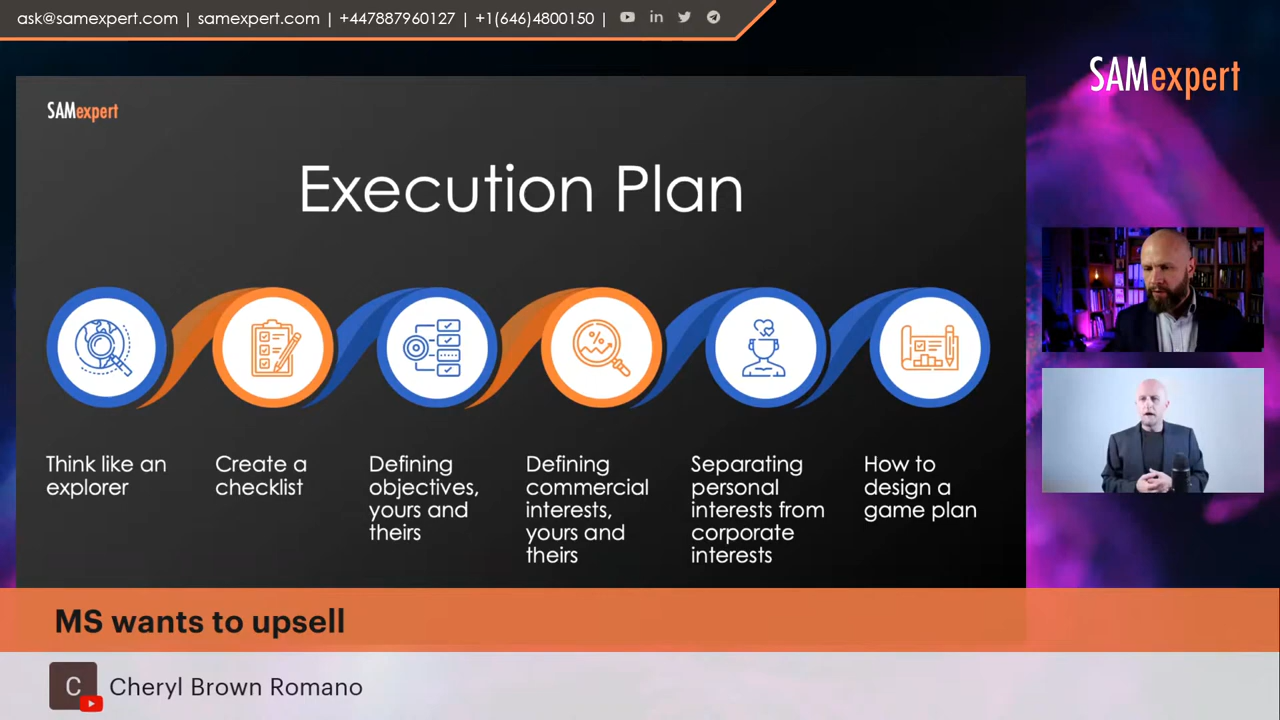 ask@samexpert.com | samexpert.com | +447887960127 | +1(646)4800150 |
SAMexpert
SAMexpert
Execution Plan
Think like an
explorer
Create a
checklist
Defining
objectives,
yours and
theirs
Defining
commercial
interests,
yours and
theirs
Separating
personal
interests from
corporate
interests
How to
design a
game plan
MS wants to upsell
C
Cheryl Brown Romano